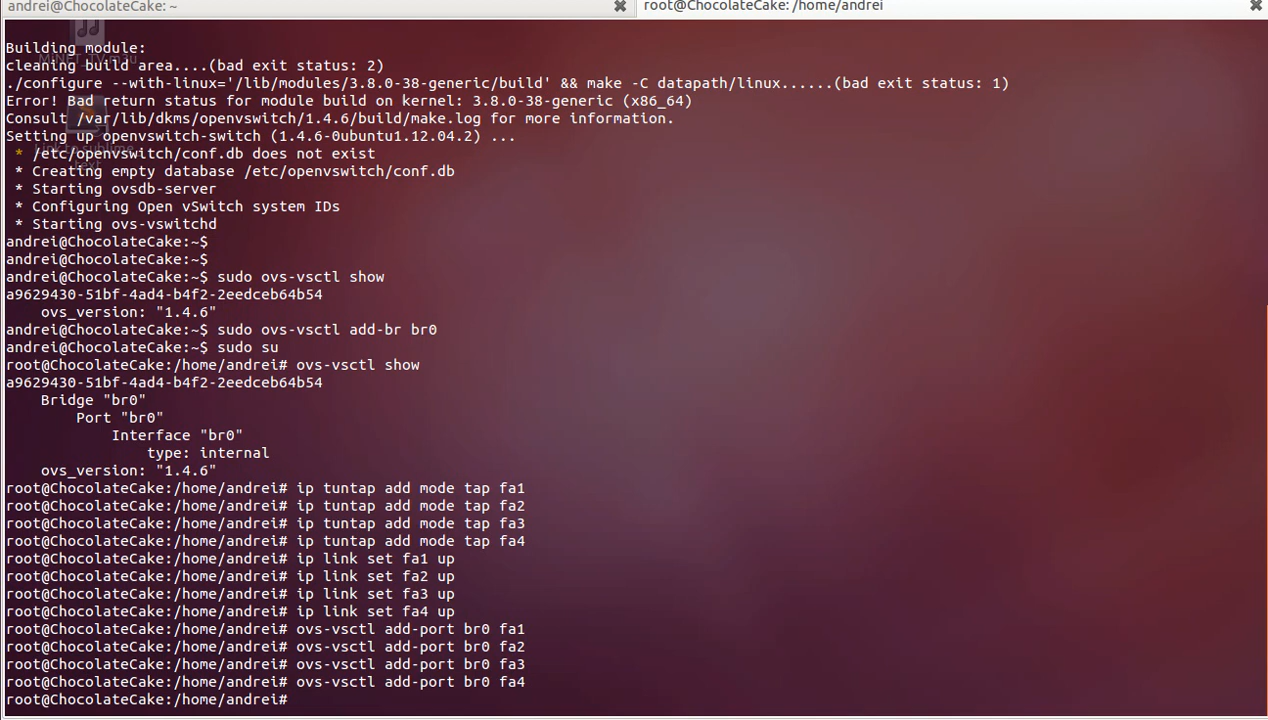 andrei@ChocolateCake: ~
root@ChocolateCake: /home/andrei
Building module:
cleaning build area....(bad exit status: 2)
./configure --with-linux='/lib/modules/3.8.0-38-generic/build' && make -C datapath/linux......(bad exit status: 1)
Error! Bad return status for module build on kernel: 3.8.0-38-generic (x86_64)
Consult /var/lib/dkms/openvswitch/1.4.6/build/make.log for more information.
Setting up openvswitch-switch (1.4.6-0ubuntu1.12.04.2) ...
 * /etc/openvswitch/conf.db does not exist
 * Creating empty database /etc/openvswitch/conf.db
 * Starting ovsdb-server
 * Configuring Open vSwitch system IDs
 * Starting ovs-vswitchd
andrei@ChocolateCake:~$
andrei@ChocolateCake:~$
andrei@ChocolateCake:~$ sudo ovs-vsctl show
a9629430-51bf-4ad4-b4f2-2eedceb64b54
    ovs_version: "1.4.6"
andrei@ChocolateCake:~$ sudo ovs-vsctl add-br br0
andrei@ChocolateCake:~$ sudo su
root@ChocolateCake:/home/andrei# ovs-vsctl show
a9629430-51bf-4ad4-b4f2-2eedceb64b54
    Bridge "br0"
        Port "br0"
            Interface "br0"
                type: internal
    ovs_version: "1.4.6"
root@ChocolateCake:/home/andrei# ip tuntap add mode tap fa1
root@ChocolateCake:/home/andrei# ip tuntap add mode tap fa2
root@ChocolateCake:/home/andrei# ip tuntap add mode tap fa3
root@ChocolateCake:/home/andrei# ip tuntap add mode tap fa4
root@ChocolateCake:/home/andrei# ip link set fa1 up
root@ChocolateCake:/home/andrei# ip link set fa2 up
root@ChocolateCake:/home/andrei# ip link set fa3 up
root@ChocolateCake:/home/andrei# ip link set fa4 up
root@ChocolateCake:/home/andrei# ovs-vsctl add-port br0 fa1
root@ChocolateCake:/home/andrei# ovs-vsctl add-port br0 fa2
root@ChocolateCake:/home/andrei# ovs-vsctl add-port br0 fa3
root@ChocolateCake:/home/andrei# ovs-vsctl add-port br0 fa4
root@ChocolateCake:/home/andrei#